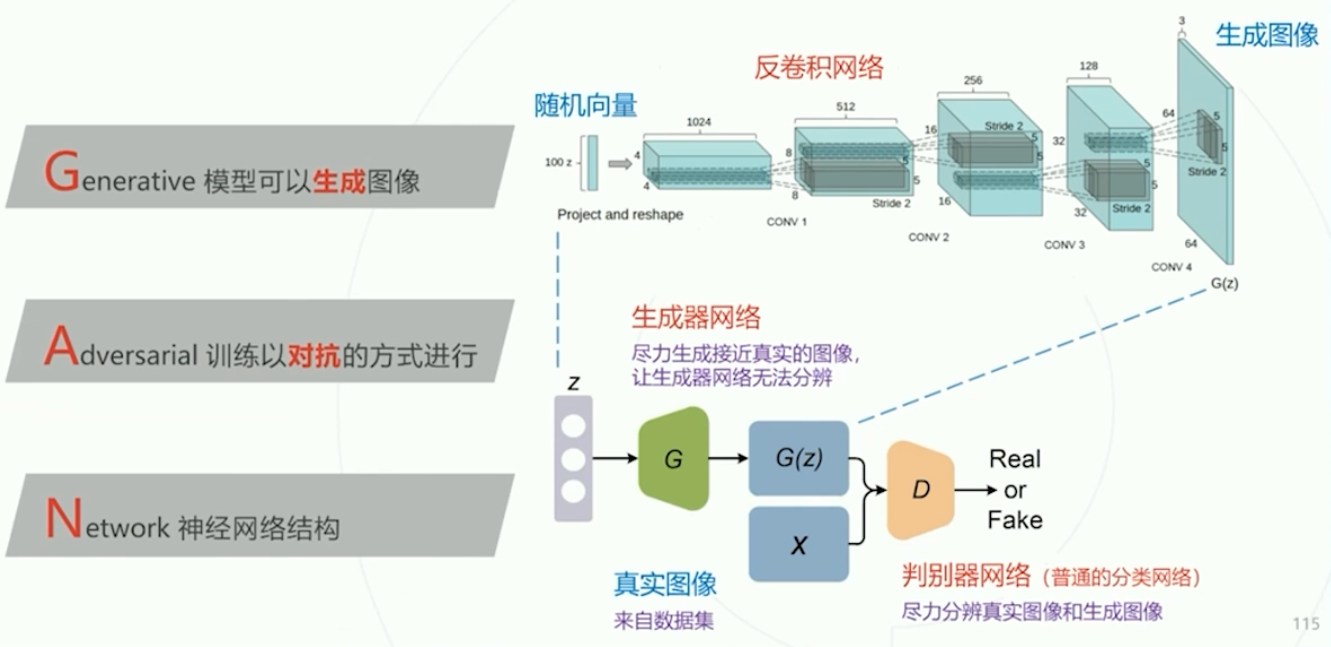 Generative 模型可以生成图像
Adversarial 训练以对抗的方式进行
Network 神经网络结构
随机向量
反卷积网络
生成图像
100 z
Project and reshape
1024
4
4
512
8
8
5
5
Stride 2
CONV 1
256
16
16
Stride 2
5
5
CONV 2
128
32
32
5
5
Stride 2
CONV 3
3
64
64
5
5
Stride 2
CONV 4
G(z)
生成器网络
尽力生成接近真实的图像,
让生成器网络无法分辨
z
G
G(z)
x
D
Real
or
Fake
真实图像
来自数据集
判别器网络（普通的分类网络）
尽力分辨真实图像和生成图像
115